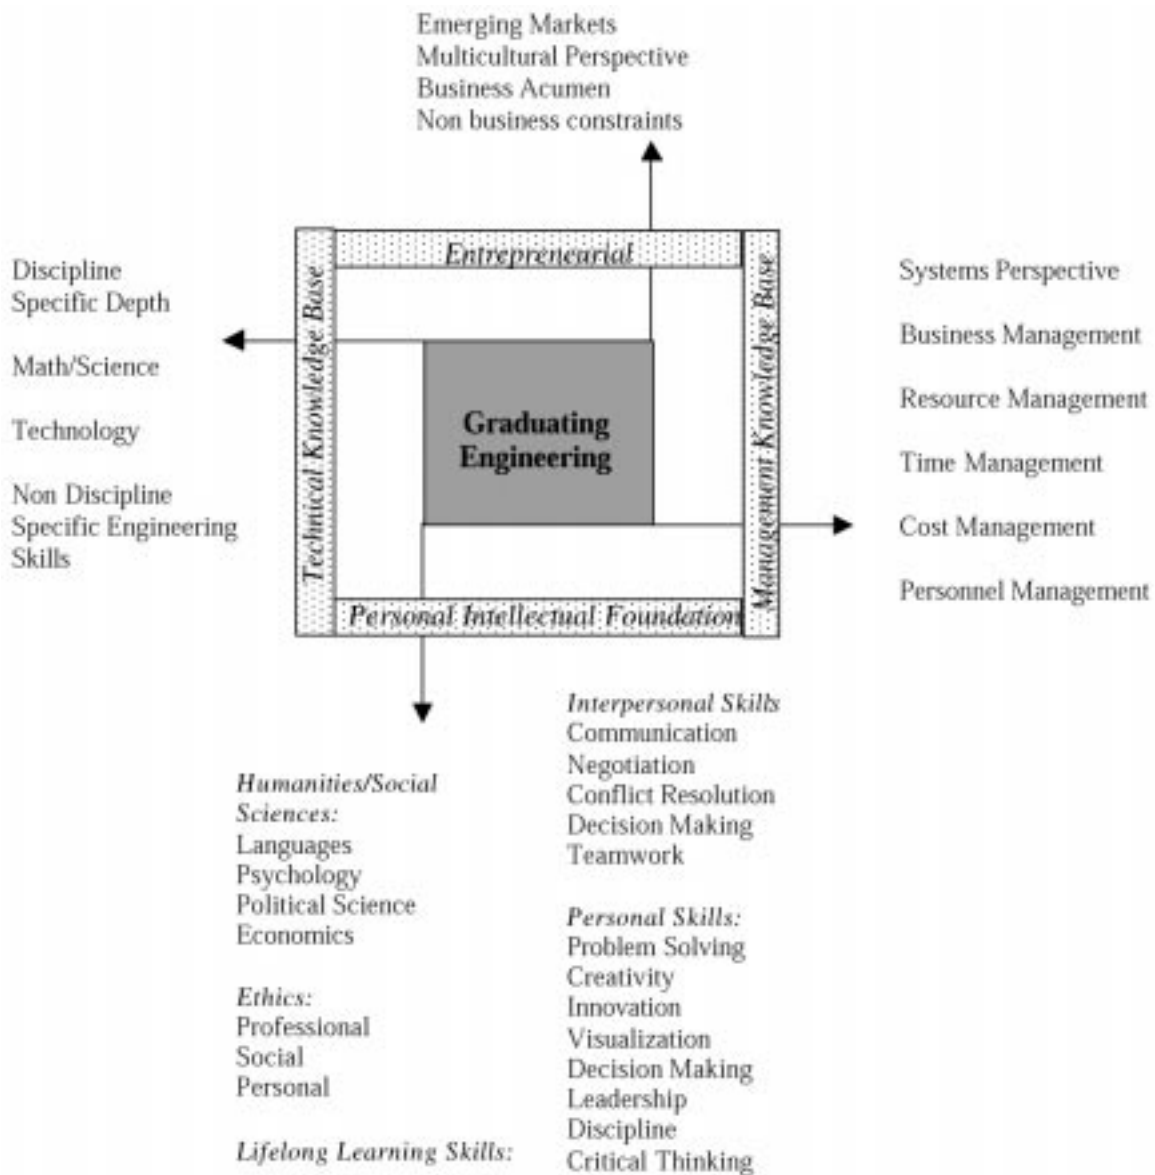 Emerging Markets
Multicultural Perspective
Business Acumen
Non business constraints
Entrepreneurial
Discipline
Specific Depth
Math/Science
Technology
Non Discipline
Specific Engineering
Skills
Technical Knowledge Base
Graduating
Engineering
Management Knowledge Base
Systems Perspective
Business Management
Resource Management
Time Management
Cost Management
Personnel Management
Personal Intellectual Foundation
Humanities/Social
Sciences:
Languages
Psychology
Political Science
Economics
Ethics:
Professional
Social
Personal
Lifelong Learning Skills:
Interpersonal Skills
Communication
Negotiation
Conflict Resolution
Decision Making
Teamwork
Personal Skills:
Problem Solving
Creativity
Innovation
Visualization
Decision Making
Leadership
Discipline
Critical Thinking